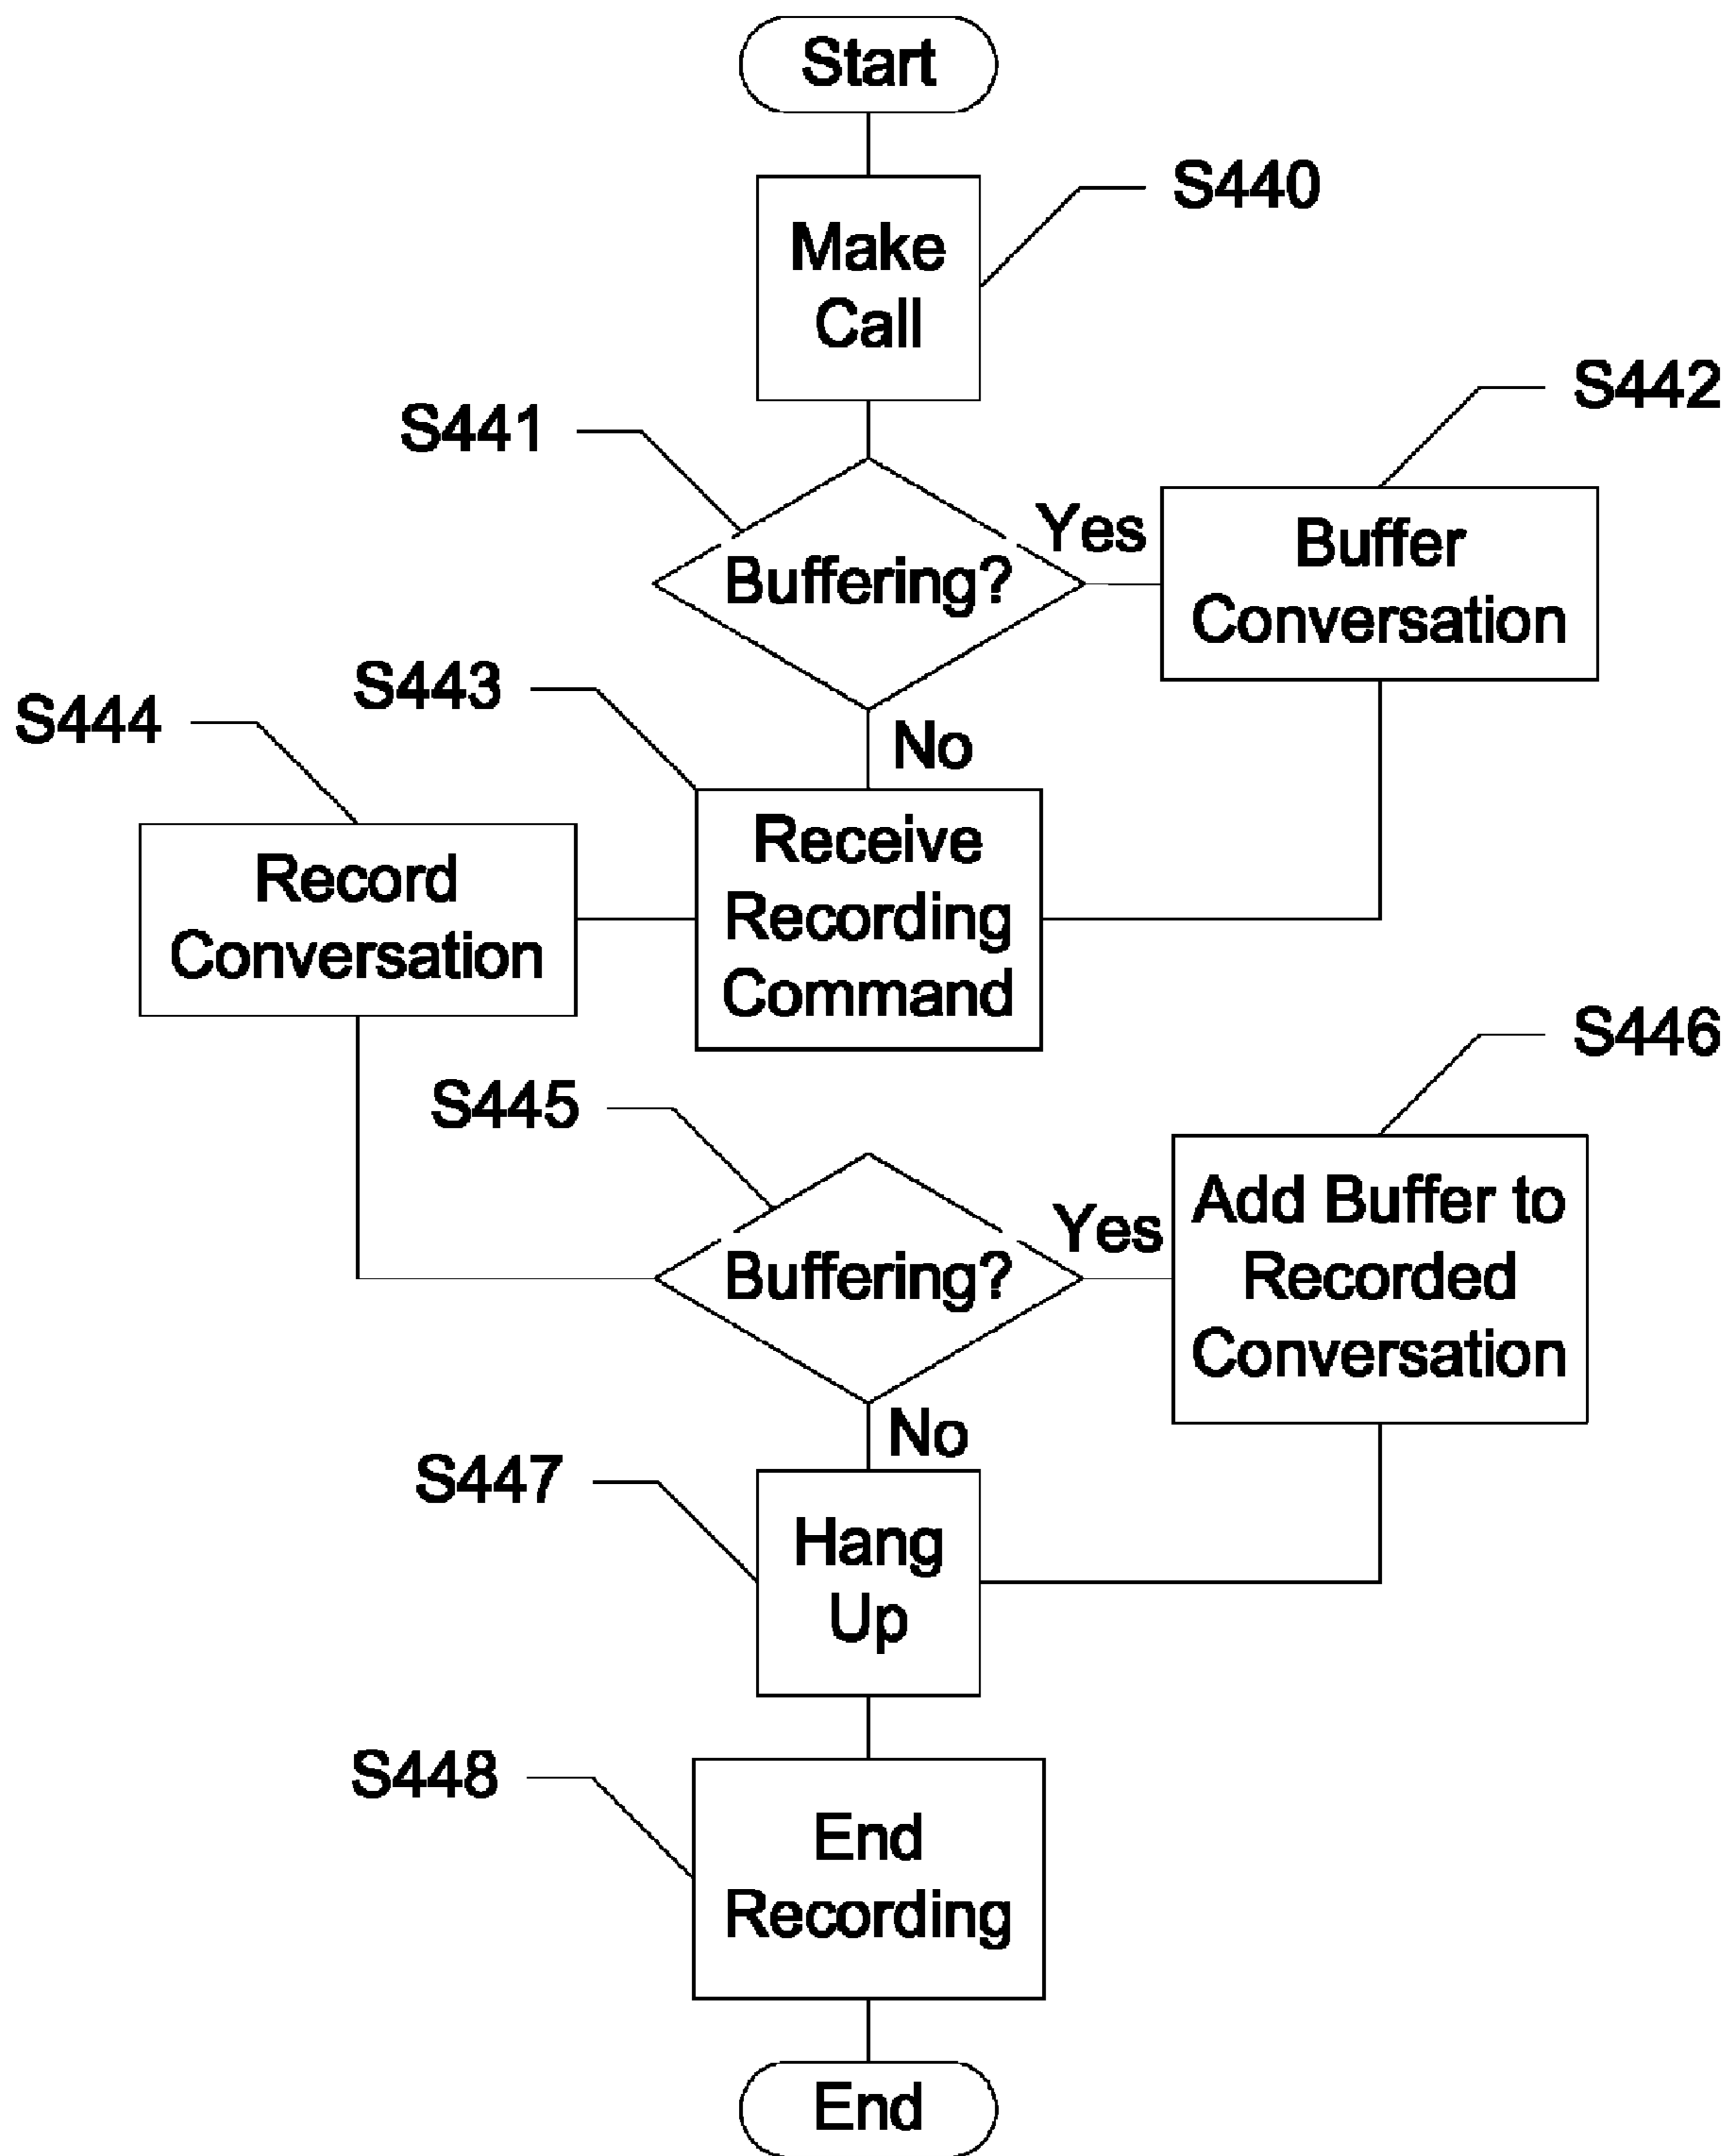 Start
S440
Make
Call
S441
S442
Buffering?
Yes
Buffer
Conversation
No
S443
S444
Receive
Recording
Command
Record
Conversation
S445
S446
Buffering?
Yes
Add Buffer to
Recorded
Conversation
No
S447
Hang
Up
S448
End
Recording
End